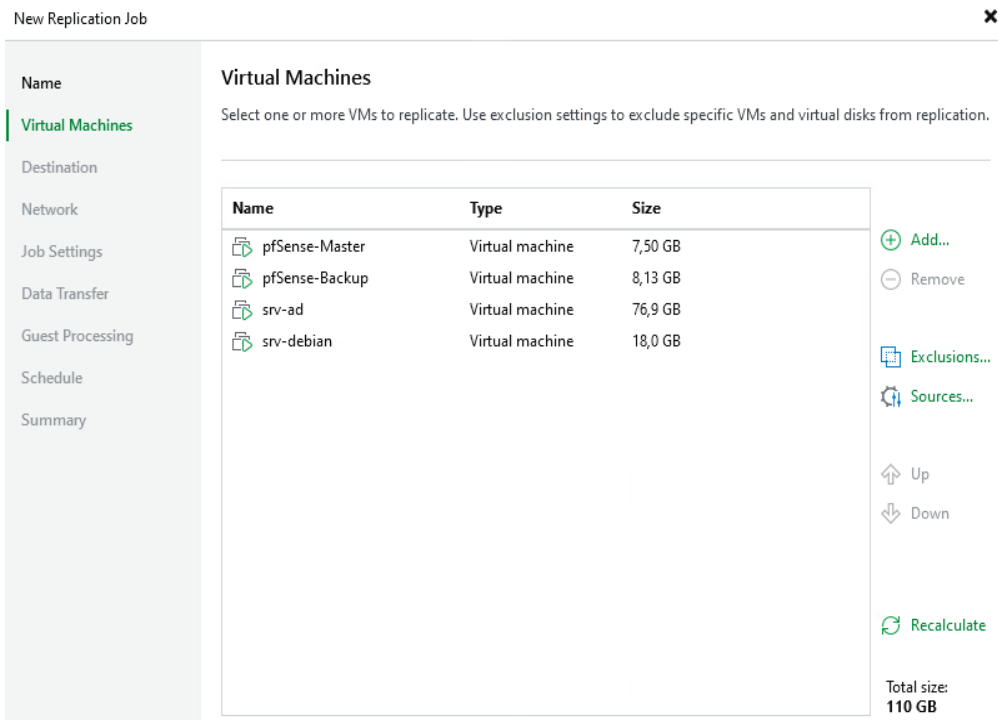 New Replication Job
Name
Virtual Machines
Destination
Network
Job Settings
Data Transfer
Guest Processing
Schedule
Summary
Virtual Machines
Select one or more VMs to replicate. Use exclusion settings to exclude specific VMs and virtual disks from replication.
Name Type Size
pfSense-Master Virtual machine 7,50 GB
pfSense-Backup Virtual machine 8,13 GB
srv-ad Virtual machine 76,9 GB
srv-debian Virtual machine 18,0 GB
Add...
Remove
Exclusions...
Sources...
Up
Down
Recalculate
Total size:
110 GB